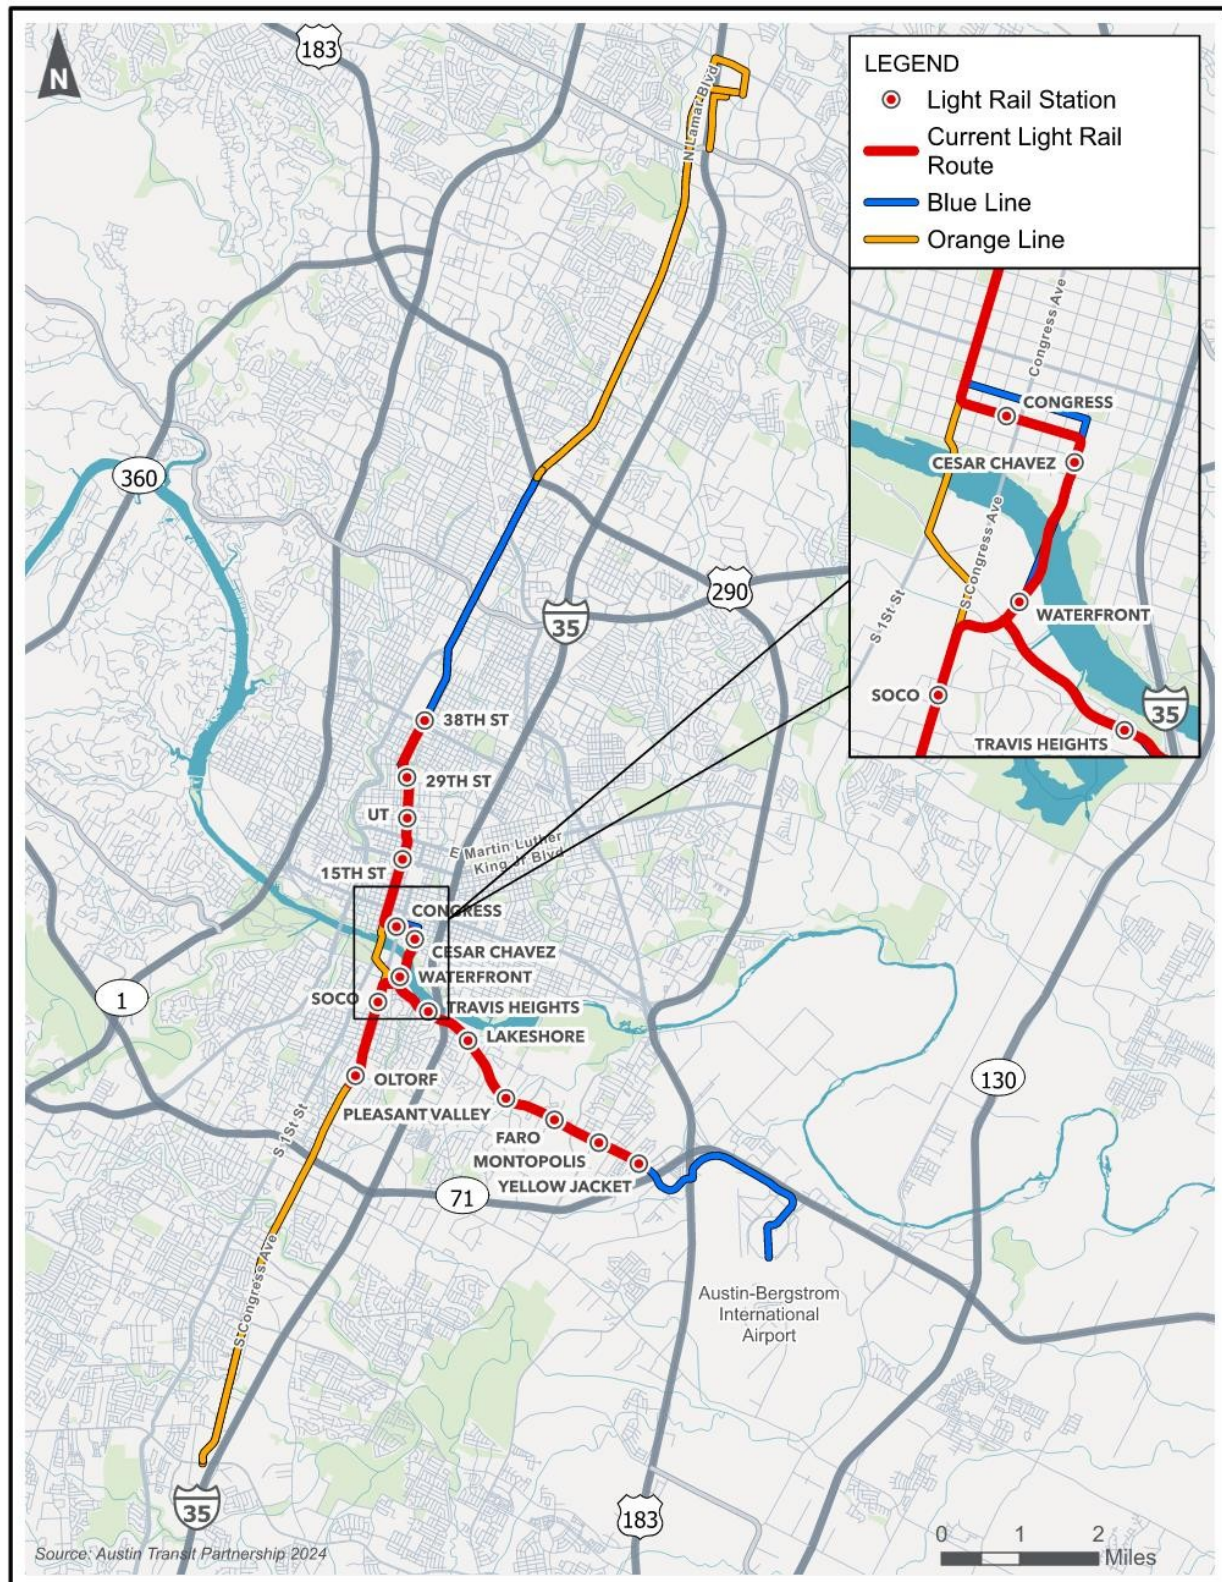 N
183
N Lamar Blvd
LEGEND
Light Rail Station
Current Light Rail
Route
Blue Line
Orange Line
Congress Ave
CONGRESS
CESAR CHAVEZ
S Congress Ave
S 1St St
WATERFRONT
SOCO
35
TRAVIS HEIGHTS
360
290
35
38TH ST
29TH ST
UT
E Martin Luther
King Jr Blvd
15TH ST
CONGRESS
CESAR CHAVEZ
WATERFRONT
SOCO
TRAVIS HEIGHTS
1
LAKESHORE
OLTORF
130
PLEASANT VALLEY
S 1St St
FARO
MONTOPOLIS
YELLOW JACKET
71
S Congress Ave
Austin-Bergstrom
International
Airport
35
183
0 1 2
Miles
Source: Austin Transit Partnership 2024